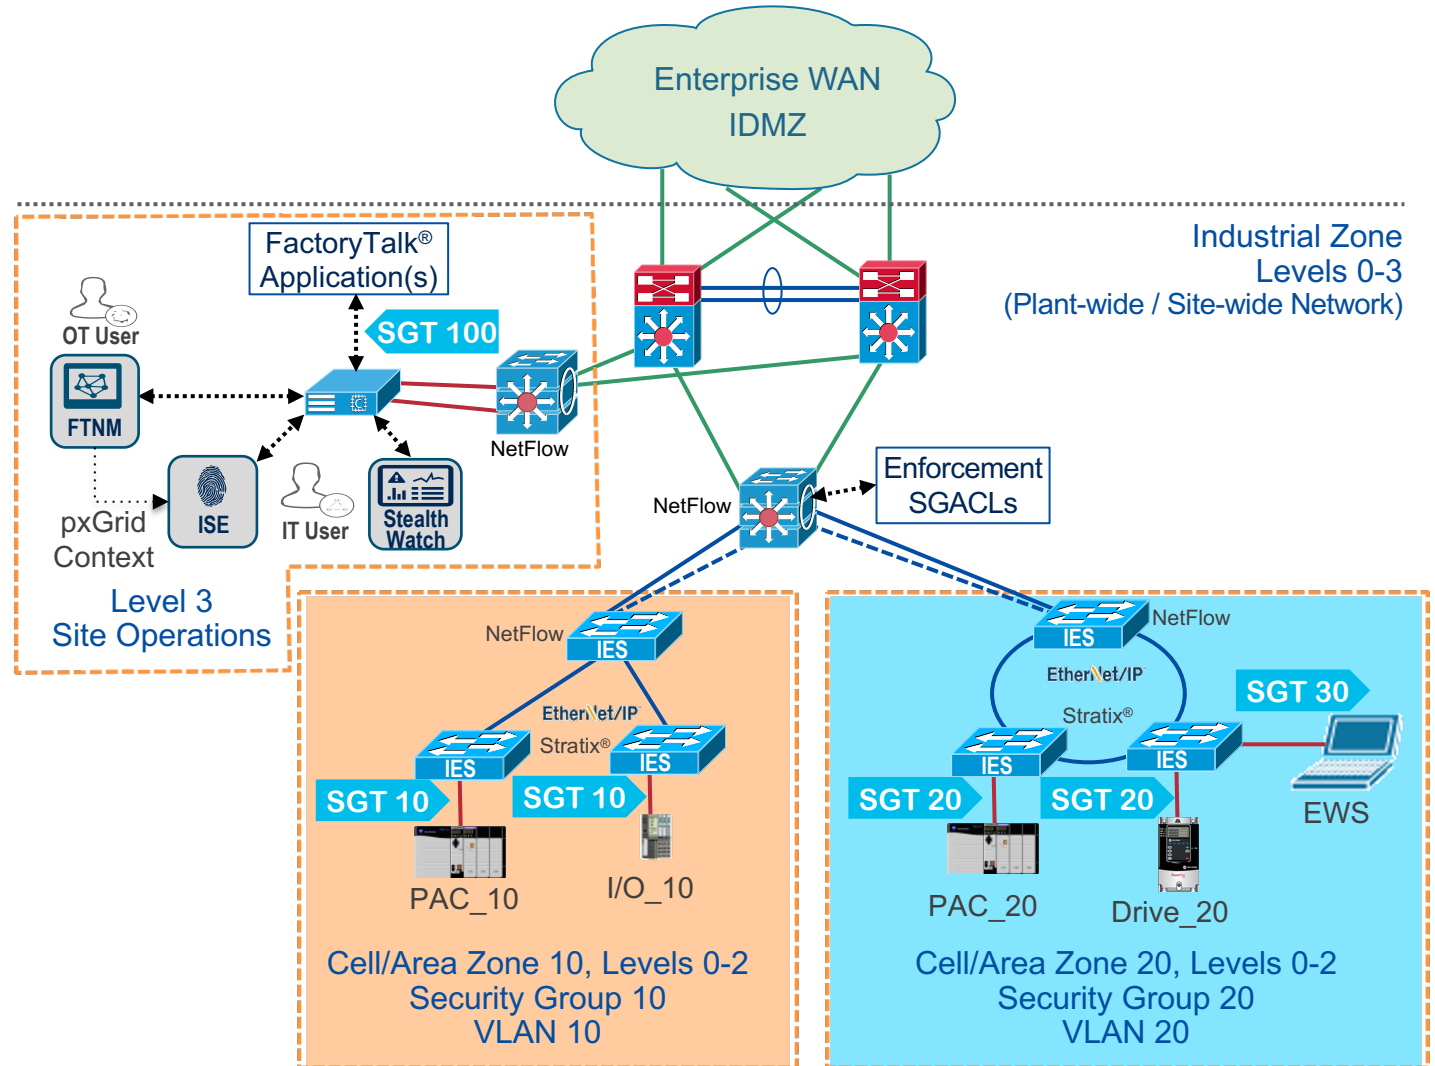 Enterprise WAN
IDMZ
Industrial Zone
Levels 0-3
(Plant-wide / Site-wide Network)
FactoryTalk®
Application(s)
OT User
SGT 100
FTNM
NetFlow
ISE
IT User
Stealth
Watch
pxGrid
Context
Level 3
Site Operations
NetFlow
Enforcement
SGACLs
NetFlow
IES
EtherNet/IP
Stratix®
IES
IES
SGT 10
SGT 10
PAC_10
I/O_10
Cell/Area Zone 10, Levels 0-2
Security Group 10
VLAN 10
IES
NetFlow
EtherNet/IP
Stratix®
SGT 30
IES
IES
EWS
SGT 20
SGT 20
PAC_20
Drive_20
Cell/Area Zone 20, Levels 0-2
Security Group 20
VLAN 20